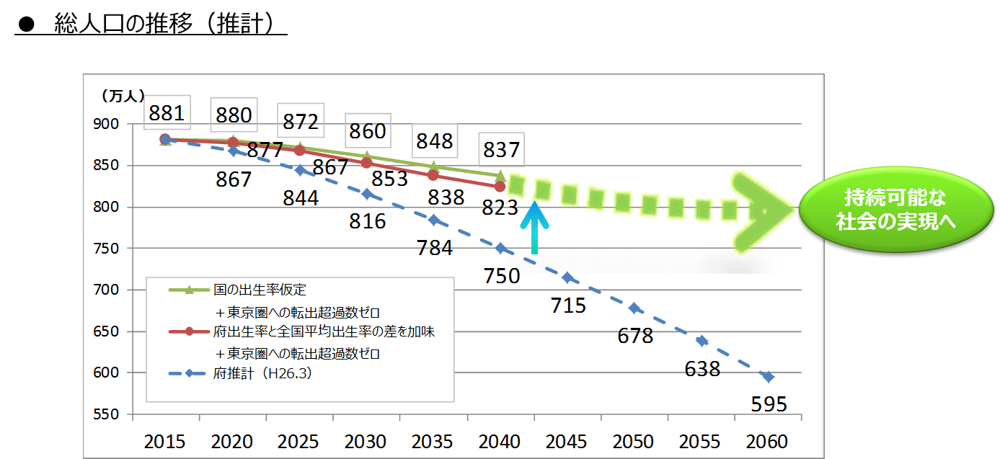 ● 総人口の推移（推計）
（万人）
881 880 872 860 848 837
877 867 853 838 823
867 844 816 784 750 715 678 638 595
900
850
800
750
700
650
600
550
2015 2020 2025 2030 2035 2040 2045 2050 2055 2060
国の出生率仮定
＋東京圏への転出超過数ゼロ
府出生率と全国平均出生率の差を加味
＋東京圏への転出超過数ゼロ
府推計（H26.3）
持続可能な
社会の実現へ